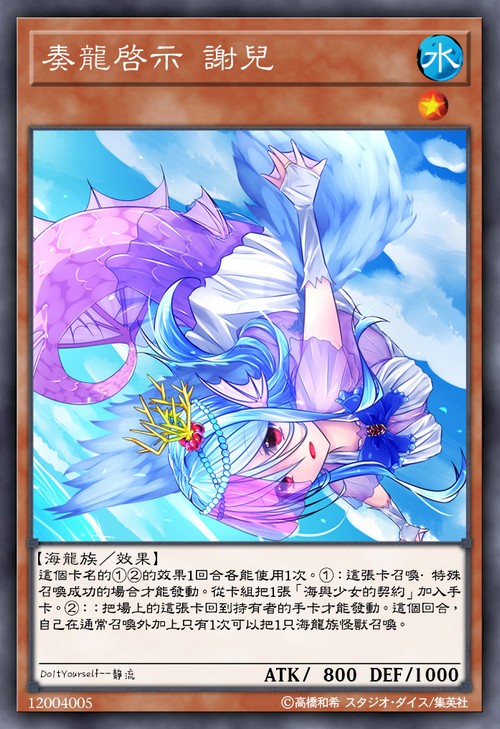 奏龍啓示 謝兒
水
【海龍族／效果】
這個卡名的①②的效果1回合各能使用1次。①：這張卡召喚·特殊
召喚成功的場合才能發動。從卡組把1張「海與少女的契約」加入手
卡。②：：把場上的這張卡回到持有者的手卡才能發動。這個回合，
自己在通常召喚外加上只有1次可以把1只海龍族怪獸召喚。
DoItYourself--靜流
ATK/ 800 DEF/1000
12004005
©高橋和希 スタジオ·ダイス/集英社